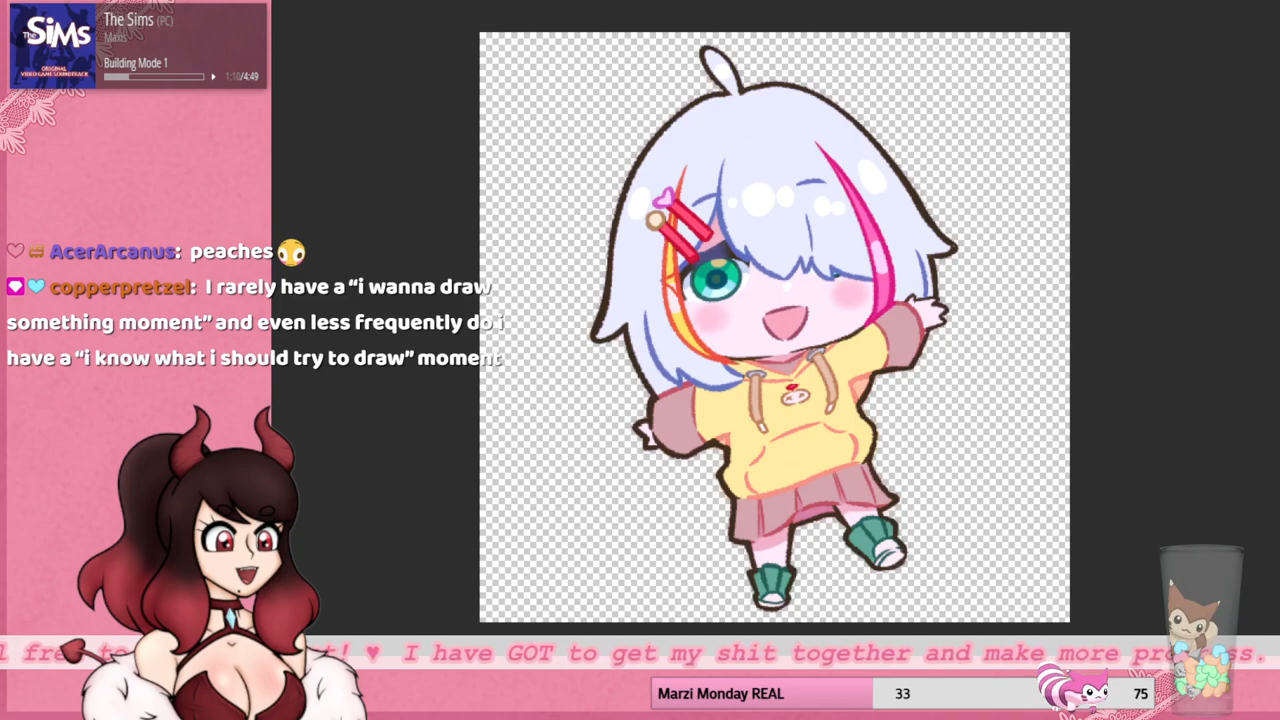 The SiMS
ORIGINAL
VIDEO GAME SOUNDTRACK
The Sims (PC)
Maxis
Building Mode 1
1:10/4:49
AcerArcanus: peaches
copperpretzel: I rarely have a “i wanna draw
something moment” and even less frequently do i
have a “i know what i should try to draw” moment
t! ♥ I have GOT to get my shit together and make more progress.
Marzi Monday REAL 33 75